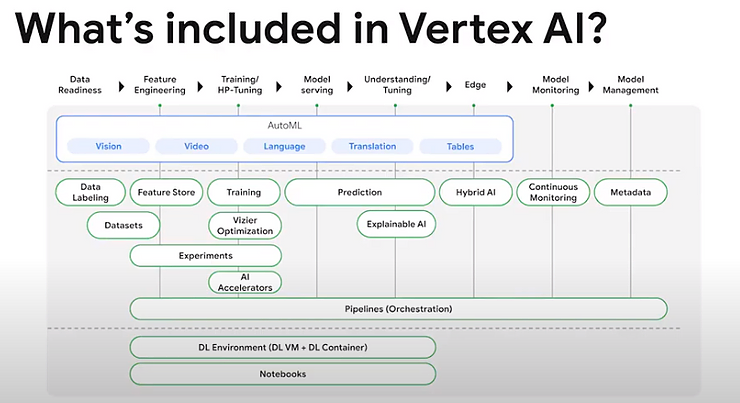 What's included in Vertex AI?
Data
Readiness
Feature
Engineering
Training/
HP-Tuning
Model
serving
Understanding/
Tuning
Edge
Model
Monitoring
Model
Management
AutoML
Vision
Video
Language
Translation
Tables
Data
Labeling
Feature Store
Training
Prediction
Hybrid AI
Continuous
Monitoring
Metadata
Datasets
Vizier
Optimization
Explainable AI
Experiments
AI
Accelerators
Pipelines (Orchestration)
DL Environment (DL VM + DL Container)
Notebooks